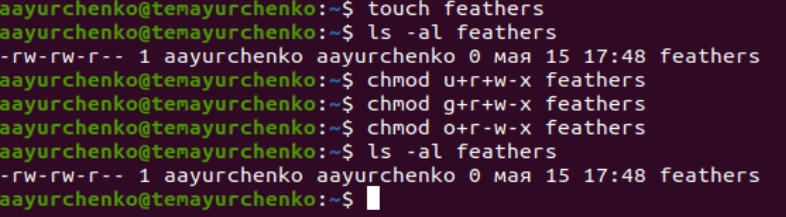 aayurchenko@temayurchenko:~$ touch feathers
aayurchenko@temayurchenko:~$ ls -al feathers
-rw-rw-r-- 1 aayurchenko aayurchenko 0 мая 15 17:48 feathers
aayurchenko@temayurchenko:~$ chmod u+r+w-x feathers
aayurchenko@temayurchenko:~$ chmod g+r+w-x feathers
aayurchenko@temayurchenko:~$ chmod o+r-w-x feathers
aayurchenko@temayurchenko:~$ ls -al feathers
-rw-rw-r-- 1 aayurchenko aayurchenko 0 мая 15 17:48 feathers
aayurchenko@temayurchenko:~$